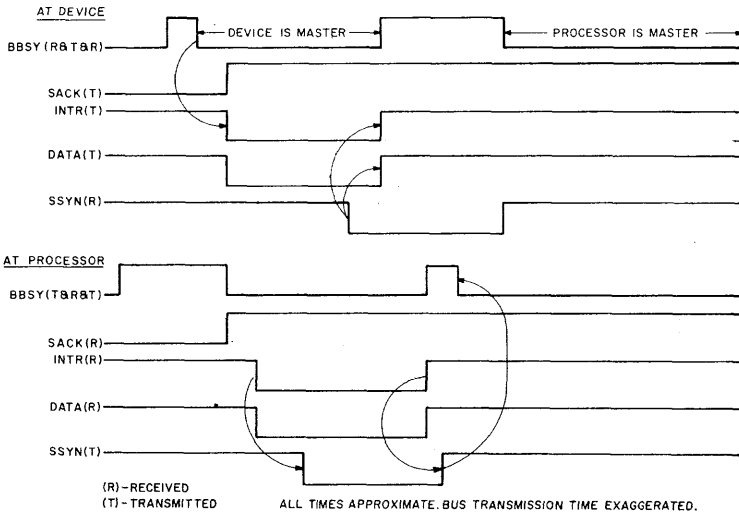 AT DEVICE
BBSY (R&T&R)
DEVICE IS MASTER
PROCESSOR IS MASTER
SACK(T)
INTR(T)
DATA(T)
SSYN(R)
AT PROCESSOR
BBSY(T&R&T)
SACK(R)
INTR(R)
DATA(R)
SSYN(T)
(R)-RECEIVED
(T)-TRANSMITTED
ALL TIMES APPROXIMATE. BUS TRANSMISSION TIME EXAGGERATED.